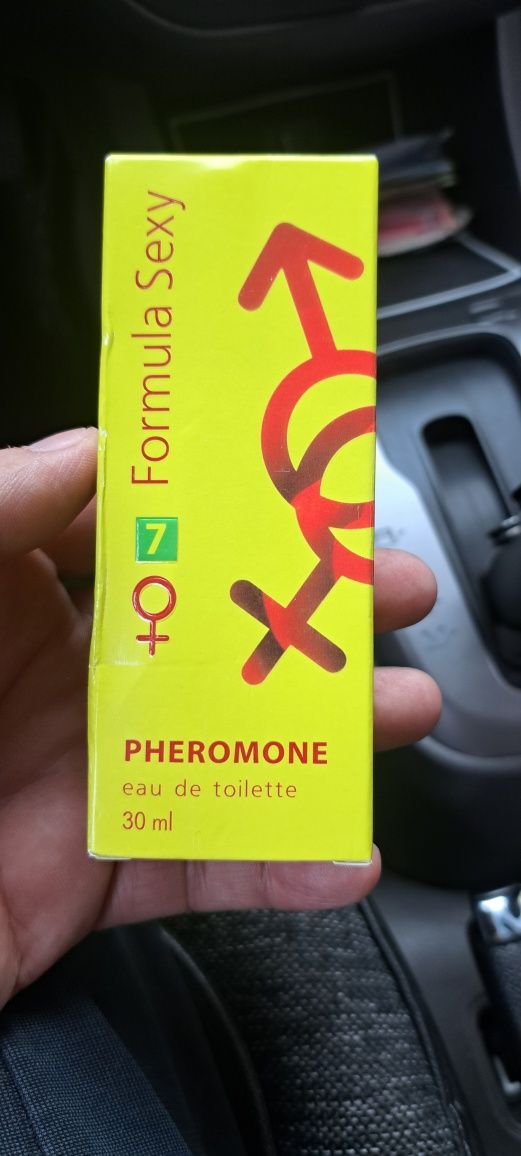 7 Formula Sexy
PHEROMONE
eau de toilette
30 ml